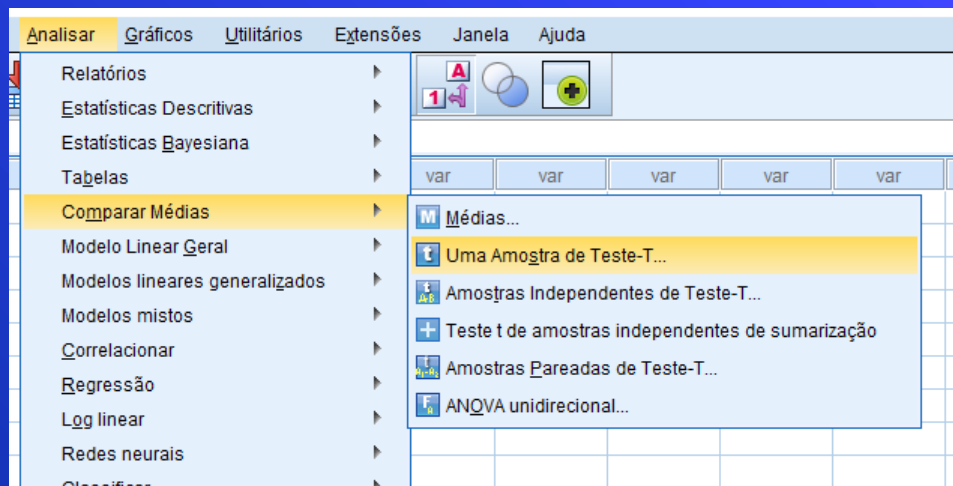 Analisar Gráficos Utilitários Extensões Janela Ajuda
Relatórios
A
1
Estatísticas Descritivas
Estatísticas Bayesiana
Tabelas
var var var var var
Comparar Médias
Modelo Linear Geral
Modelos lineares generalizados
Modelos mistos
Correlacionar
Regressão
Log linear
Redes neurais
Classificar
M Médias...
t Uma Amostra de Teste-T...
Amostras Independentes de Teste-T...
Teste t de amostras independentes de sumarização
Amostras Pareadas de Teste-T...
ANOVA unidirecional...